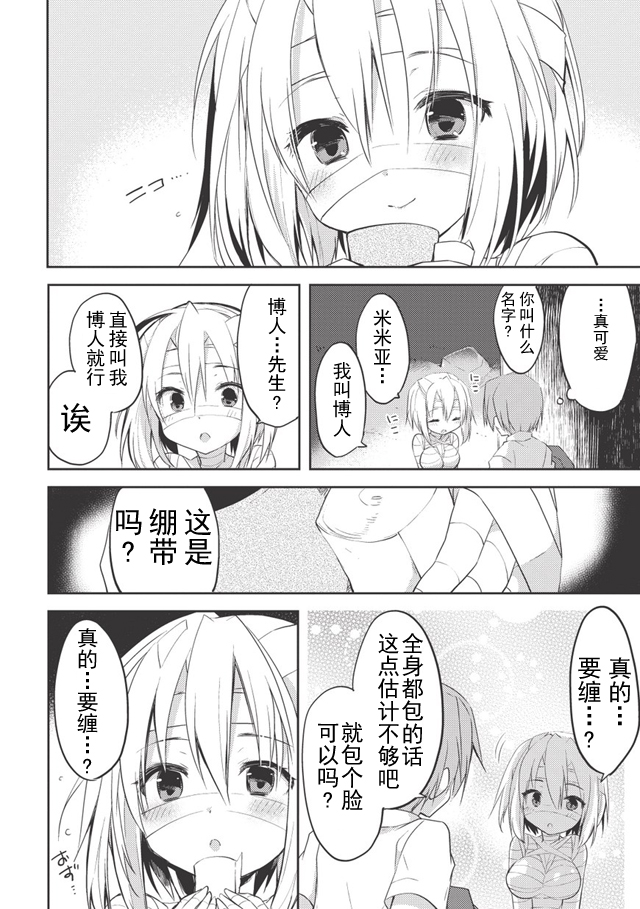 ニコ…
…真可爱
你叫什么
名字？
米米亚…
我叫博人
博人…先生？
直接叫我
博人就行
诶
这是
绷带
吗？
真的…
要缠…？
全身都包的话
这点估计不够吧
就包个脸
可以吗？
真的…要缠…？
おず…